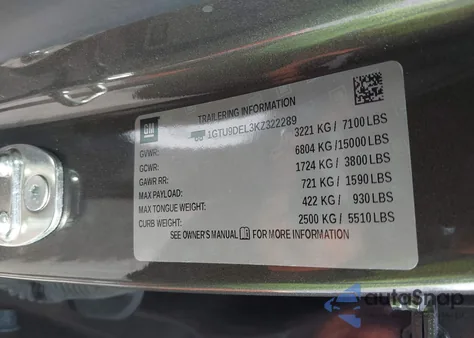 TRAILERING INFORMATION
GM 1GTU9DEL3KZ322289
GVWR: 3221 KG / 7100 LBS
GCWR: 6804 KG / 15000 LBS
GAWR RR: 1724 KG / 3800 LBS
MAX PAYLOAD: 721 KG / 1590 LBS
MAX TONGUE WEIGHT: 422 KG / 930 LBS
CURB WEIGHT: 2500 KG / 5510 LBS
SEE OWNER'S MANUAL FOR MORE INFORMATION
autoSnap